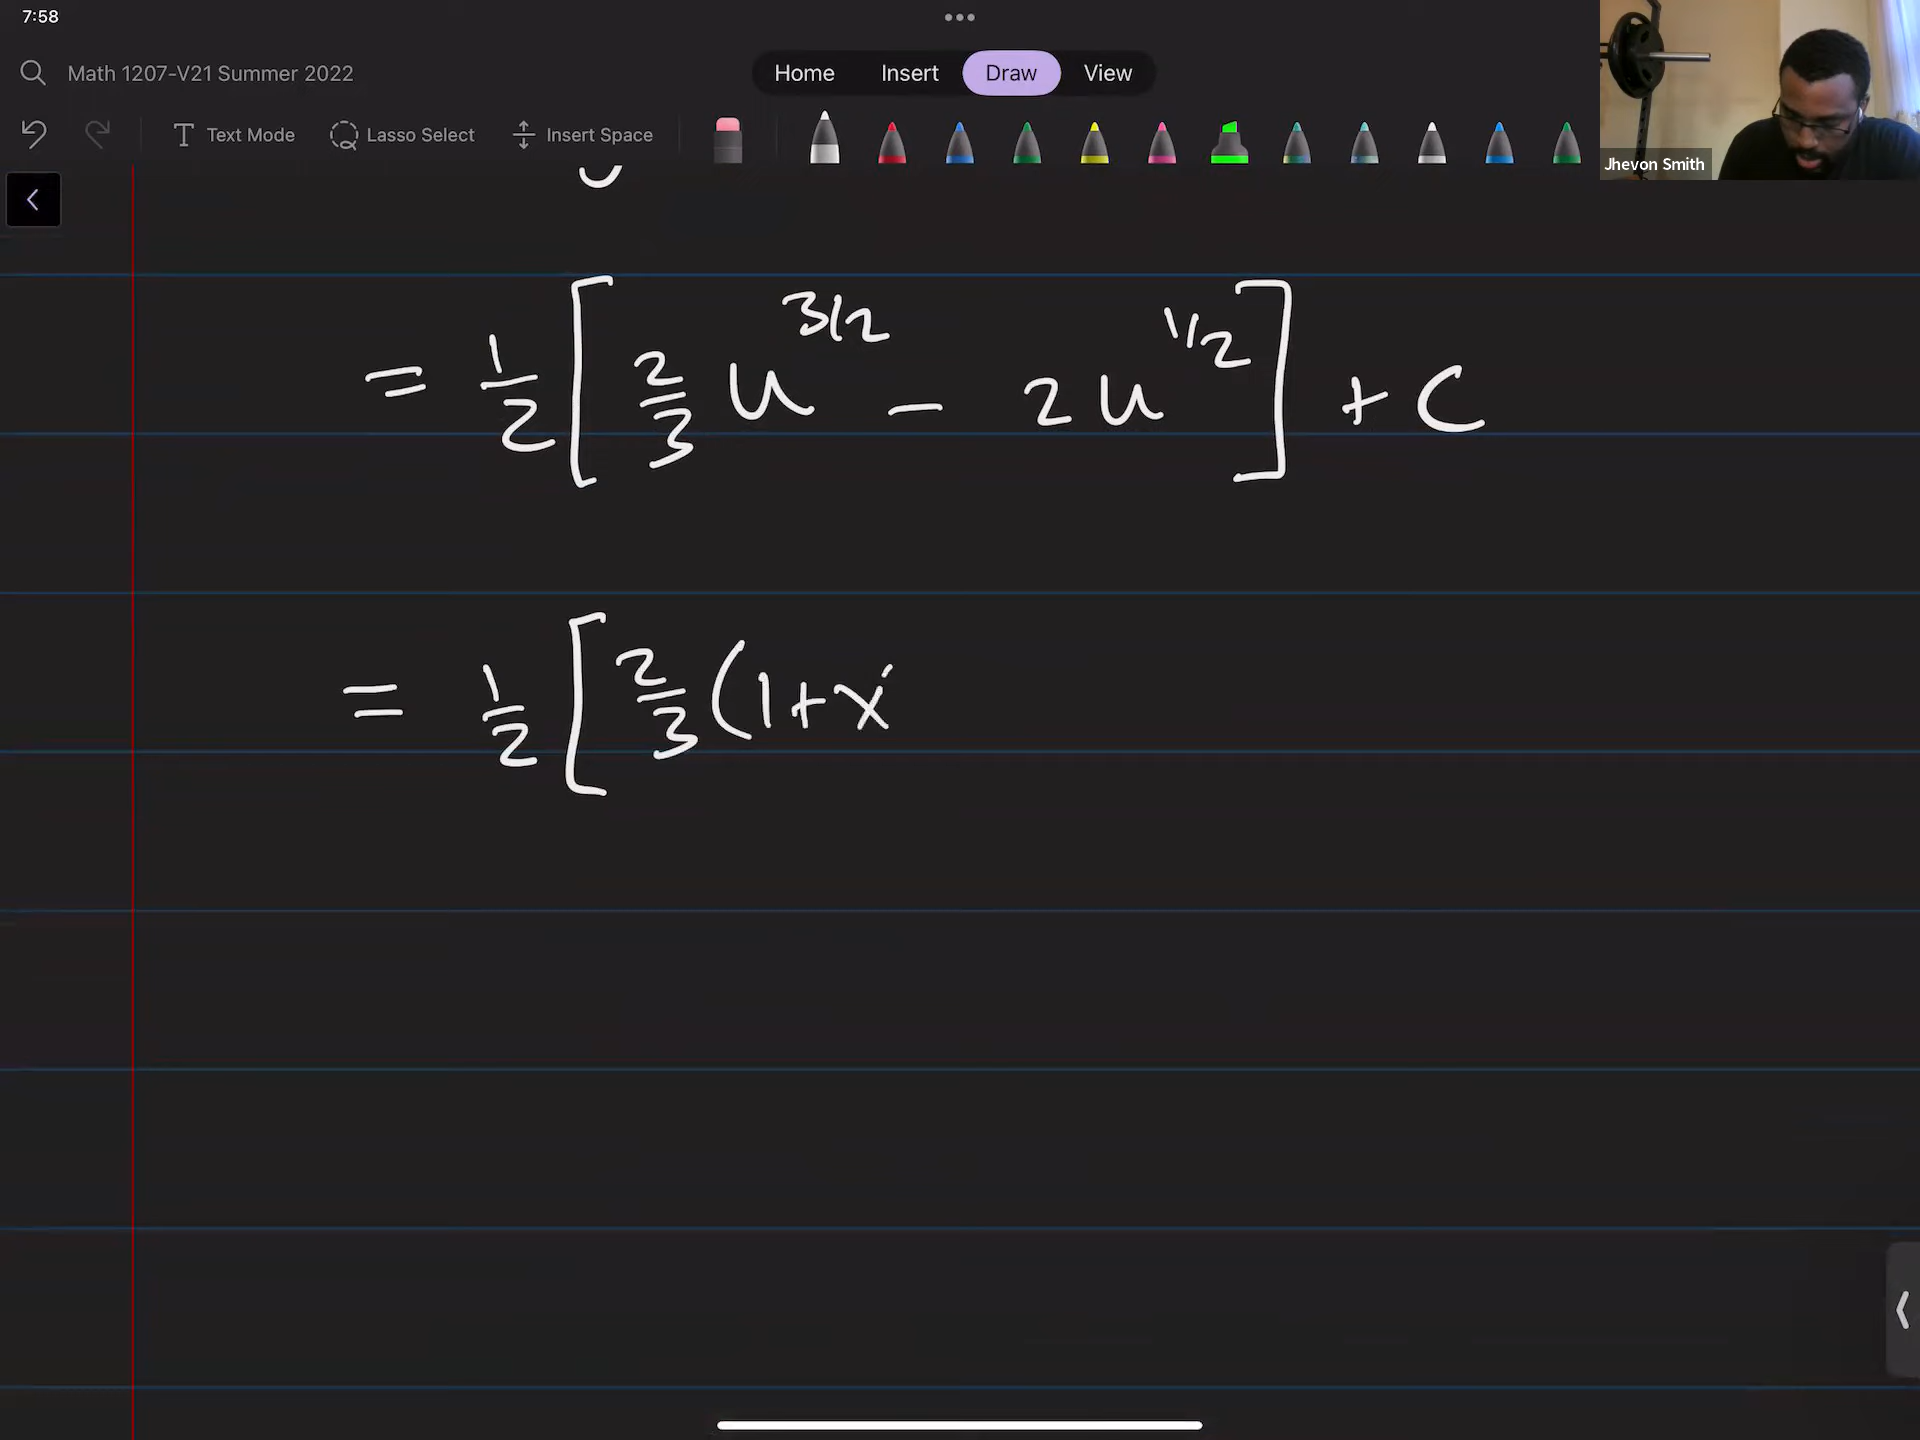 7:58
Math 1207-V21 Summer 2022
Home Insert Draw View
Text Mode Lasso Select Insert Space
Jhevon Smith
= 1/2 [ 2/3 u^3/2 - 2u^1/2 ] + C
= 1/2 [ 2/3 (1+x